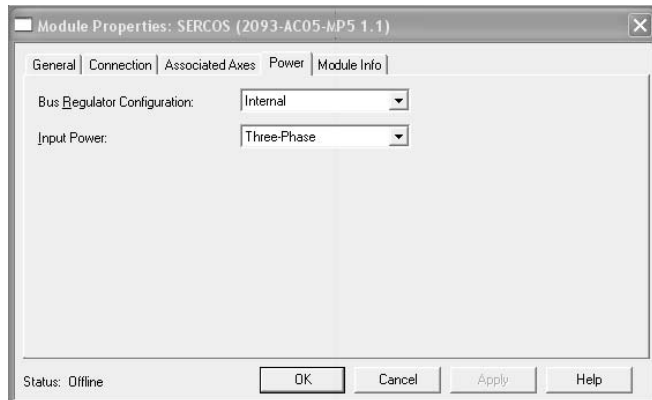 Module Properties: SERCOS (2093-AC05-MP5 1.1)
General Connection Associated Axes Power Module Info
Bus Regulator Configuration: Internal
Input Power: Three-Phase
Status: Offline OK Cancel Apply Help